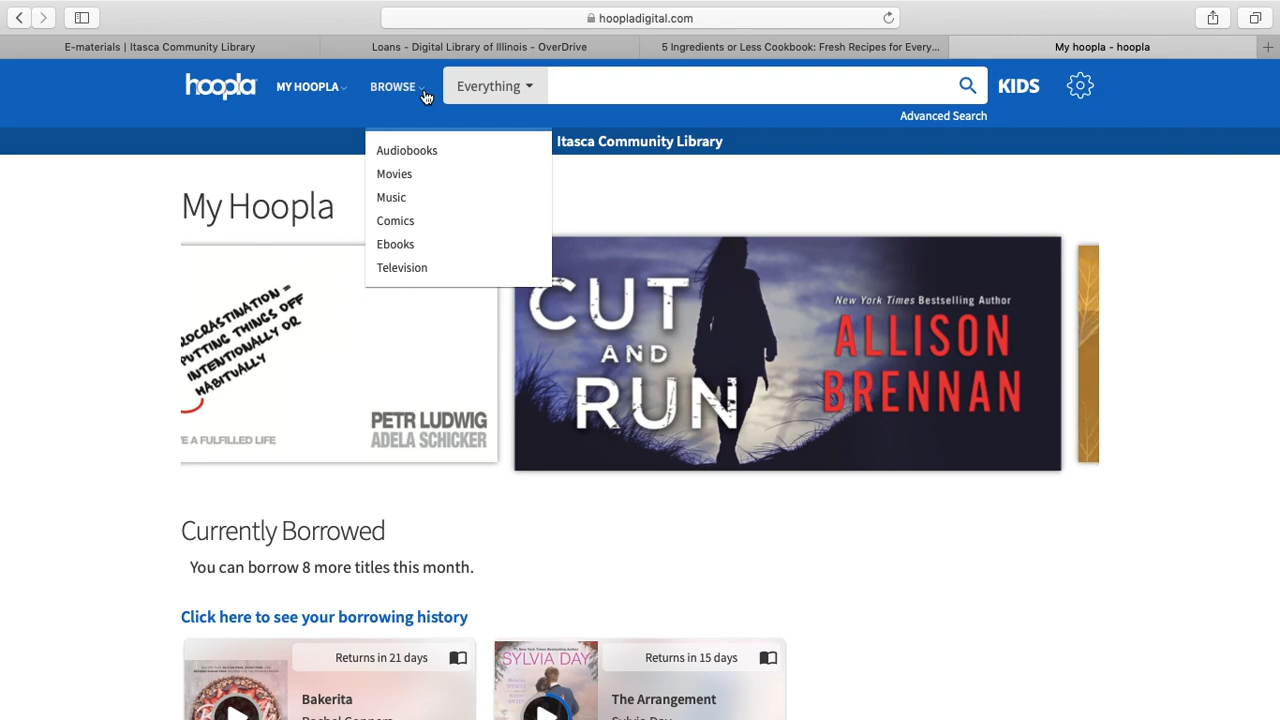 hoopladigital.com
E-materials | Itasca Community Library
Loans - Digital Library of Illinois - OverDrive
5 Ingredients or Less Cookbook: Fresh Recipes for Every...
My hoopla - hoopla
hoopla
MY HOOPLA
BROWSE
Everything
KIDS
Advanced Search
Itasca Community Library
Audiobooks
Movies
Music
Comics
Ebooks
Television
My Hoopla
ROCRASTINATION =
PUTTING THINGS OFF
INTENTIONALLY OR
HABITUALLY
PETR LUDWIG
ADELA SCHICKER
E A FULFILLED LIFE
CUT
AND
RUN
New York Times Bestselling Author
ALLISON
BRENNAN
Currently Borrowed
You can borrow 8 more titles this month.
Click here to see your borrowing history
Returns in 21 days
Bakerita
SYLVIA DAY
Returns in 15 days
The Arrangement
Sylvia Day